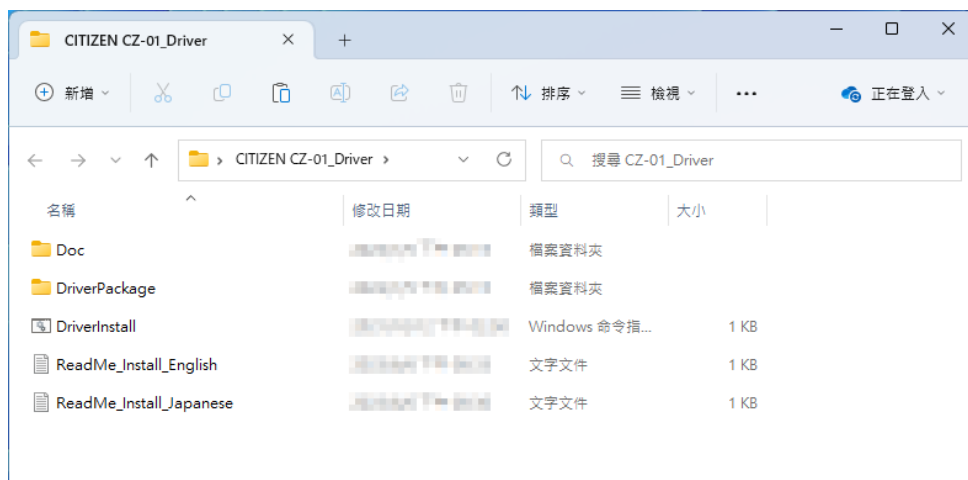 CITIZEN CZ-01_Driver
新增 排序 檢視 正在登入
CITIZEN CZ-01_Driver 搜尋 CZ-01_Driver
名稱 修改日期 類型 大小
Doc 檔案資料夾
DriverPackage 檔案資料夾
DriverInstall Windows 命令指... 1 KB
ReadMe_Install_English 文字文件 1 KB
ReadMe_Install_Japanese 文字文件 1 KB